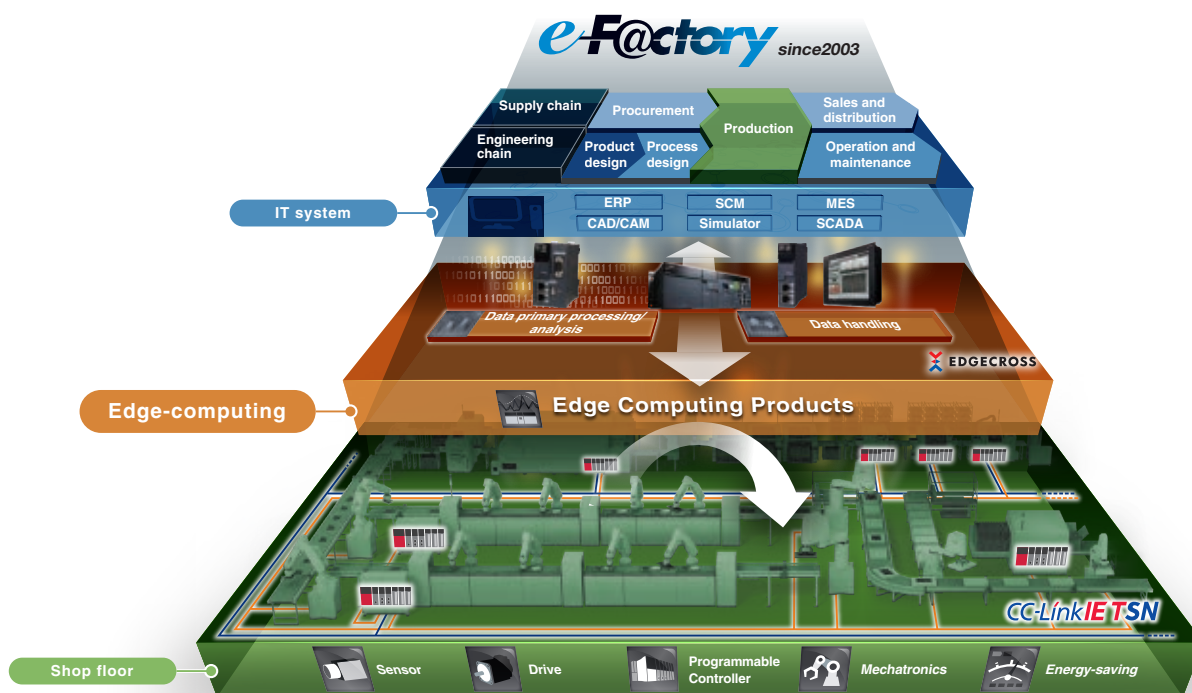 e-F@ctory since2003
Supply chain
Procurement
Production
Sales and
distribution
Engineering
chain
Product
design
Process
design
Operation and
maintenance
IT system
ERP
SCM
MES
CAD/CAM
Simulator
SCADA
Data primary processing/
analysis
Data handling
EDGECROSS
Edge-computing
Edge Computing Products
CC-Link IE TSN
Shop floor
Sensor
Drive
Programmable
Controller
Mechatronics
Energy-saving